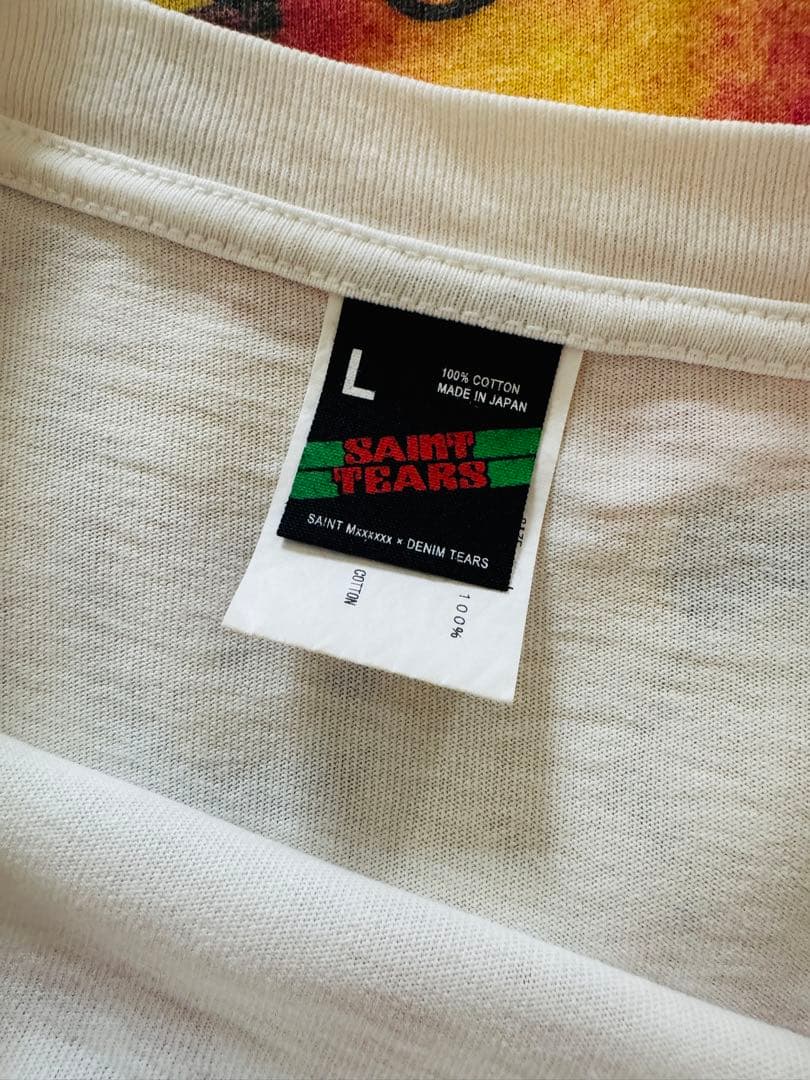 L
100% COTTON
MADE IN JAPAN
SAINT
TEARS
SAINT Mxxxxxx × DENIM TEARS
COTTON
100%